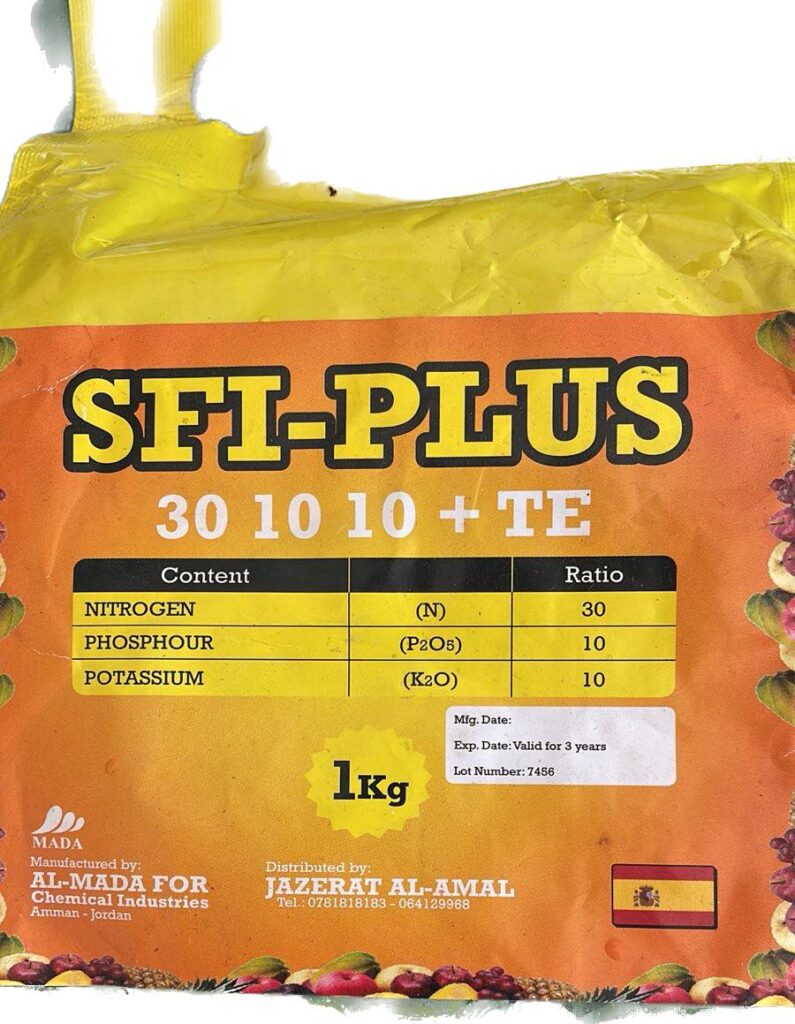 SFI-PLUS
30 10 10 + TE
Content Ratio
NITROGEN (N) 30
PHOSPHOUR (P2O5) 10
POTASSIUM (K2O) 10
Mfg. Date:
Exp. Date: Valid for 3 years
Lot Number: 7456
1Kg
MADA
Manufactured by:
AL-MADA FOR
Chemical Industries
Amman - Jordan
Distributed by:
JAZERAT AL-AMAL
Tel.: 0781818183 - 064129968